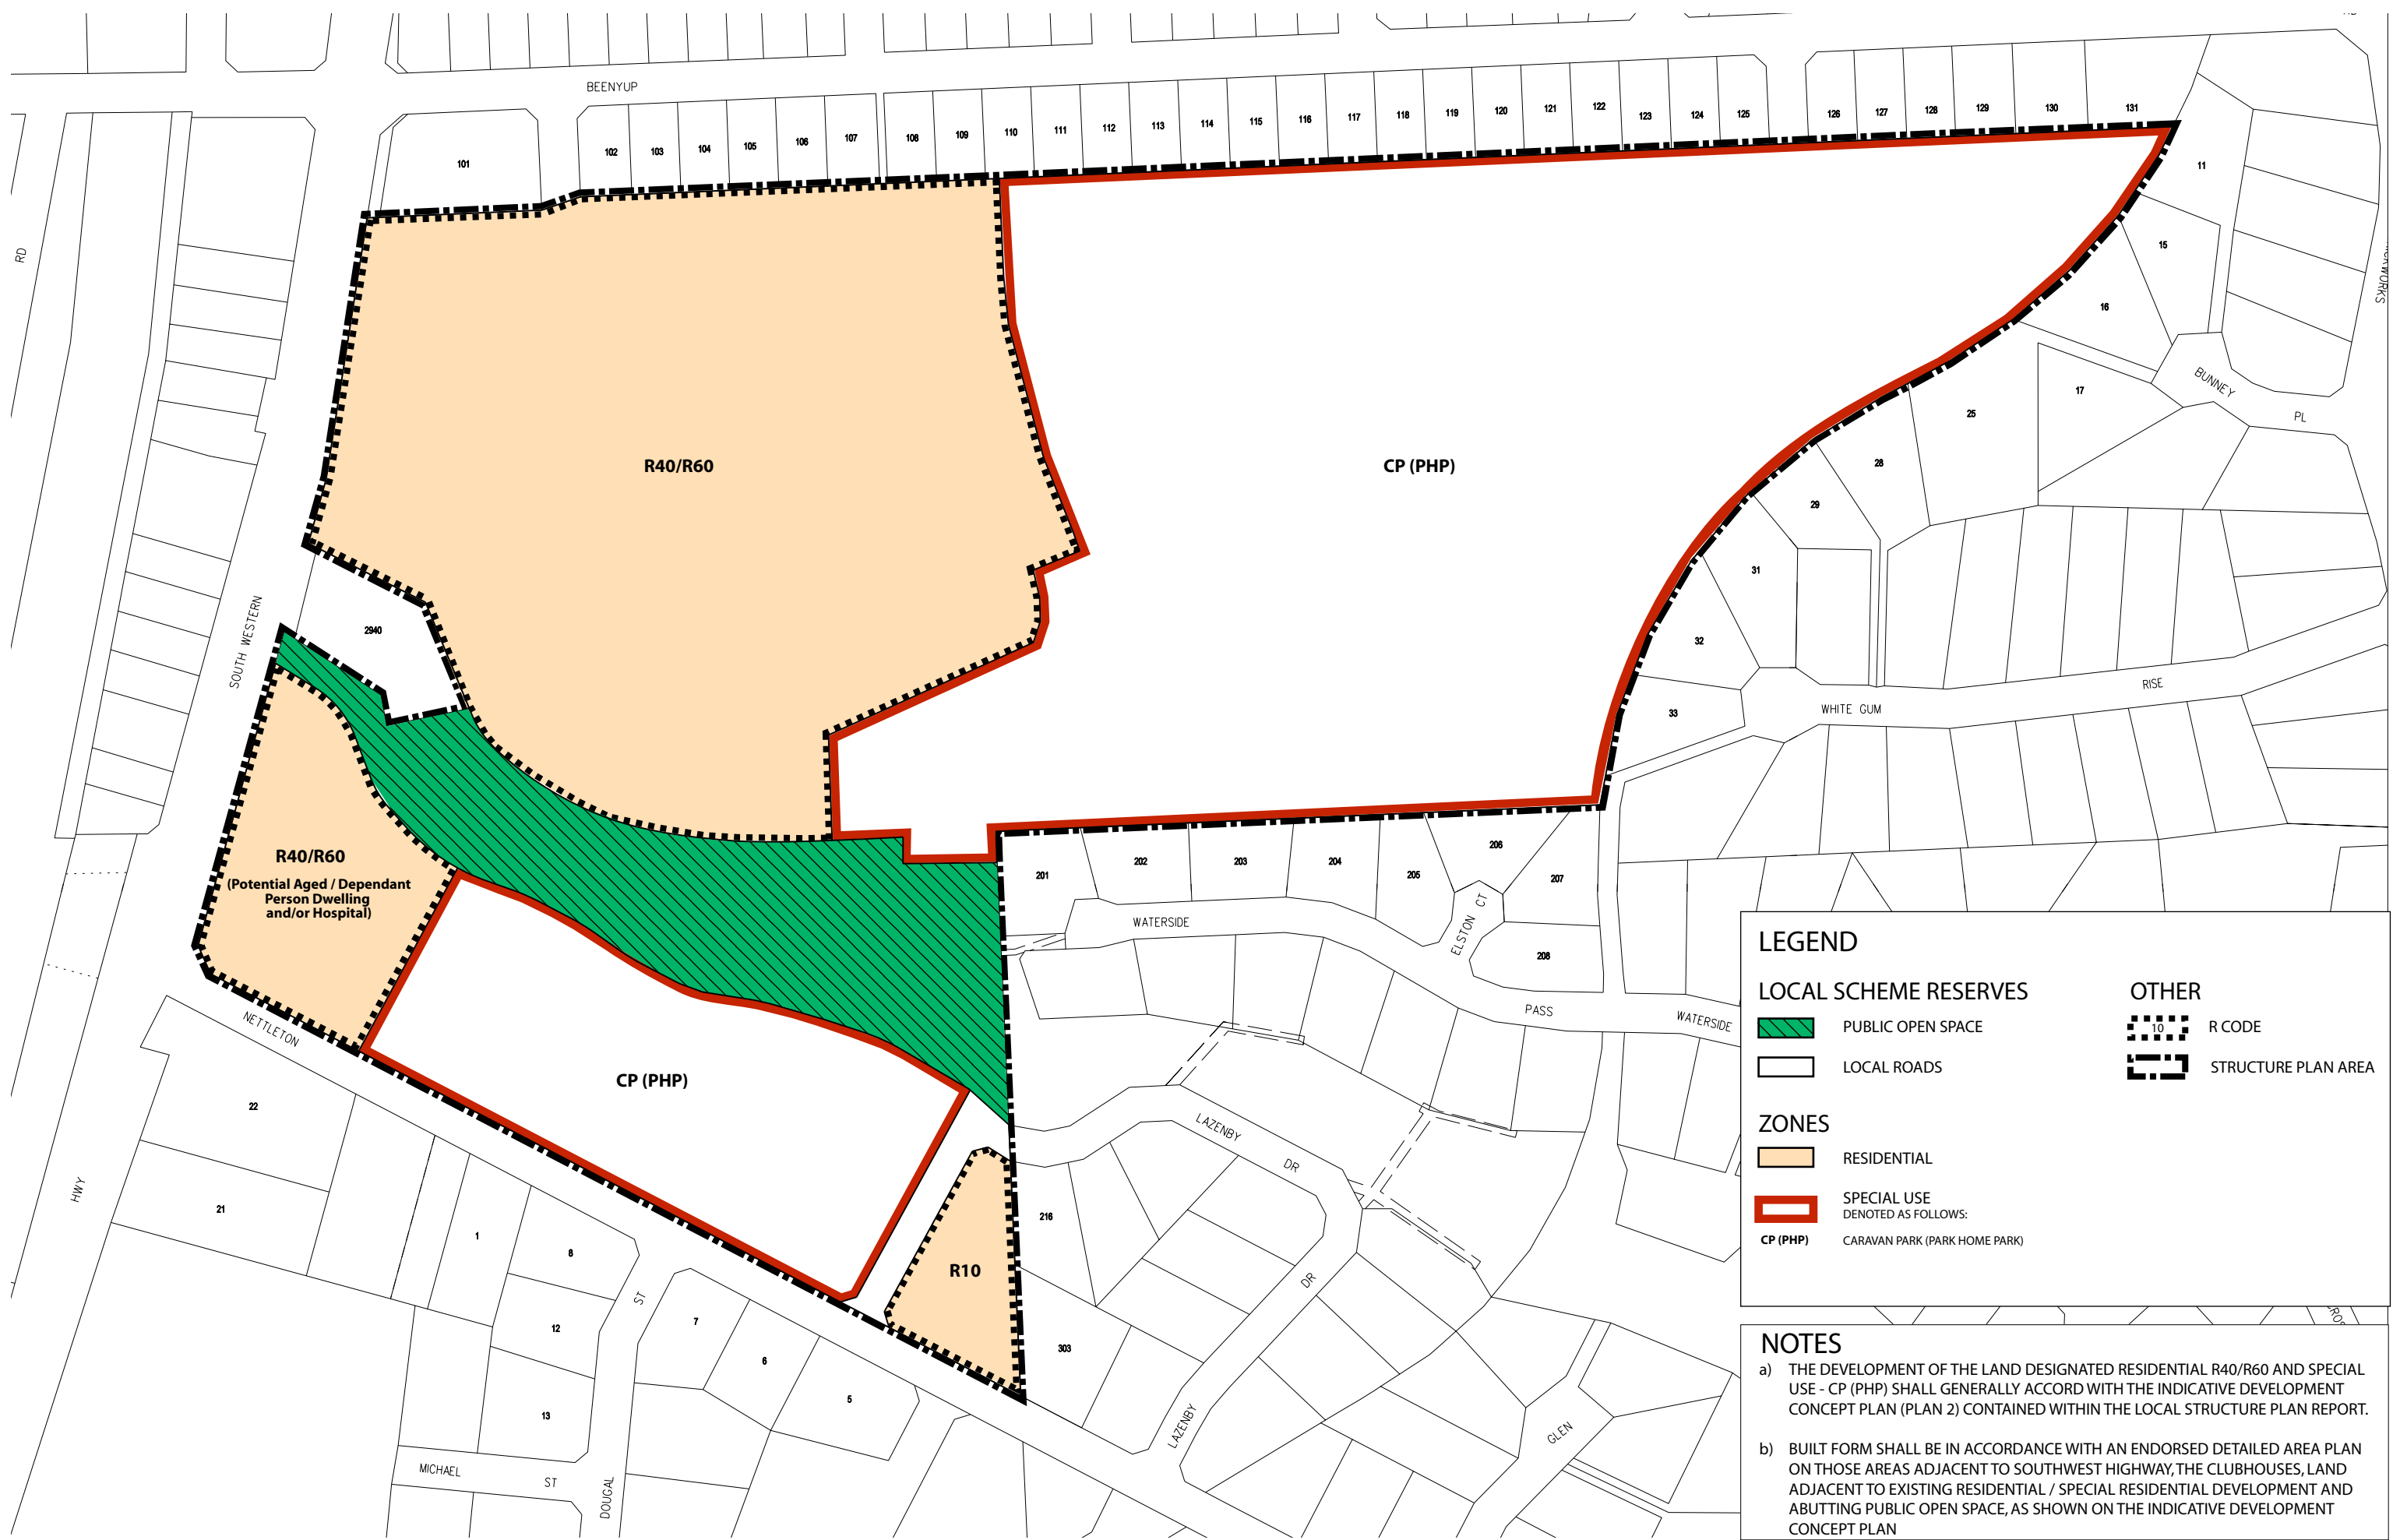 BEENYUP
101
102
103
104
105
106
107
108
109
110
111
112
113
114
115
116
117
118
119
120
121
122
123
124
125
126
127
128
129
130
131
RD
11
15
16
BUNNEY
PL
17
25
28
29
31
32
33
R40/R60
CP (PHP)
2940
SOUTH WESTERN
HWY
WHITE GUM
RISE
R40/R60
(Potential Aged / Dependant
Person Dwelling
and/or Hospital)
CP (PHP)
R10
201
202
203
204
205
206
207
208
WATERSIDE
ELSTON CT
PASS
WATERSIDE
NETTLETON
22
21
1
8
12
13
7
6
5
ST
MICHAEL
ST
DOUGAL
216
303
LAZENBY
DR
DR
LAZENBY
GLEN
LEGEND
LOCAL SCHEME RESERVES
PUBLIC OPEN SPACE
LOCAL ROADS
ZONES
RESIDENTIAL
SPECIAL USE
DENOTED AS FOLLOWS:
CP (PHP) CARAVAN PARK (PARK HOME PARK)
OTHER
10 R CODE
STRUCTURE PLAN AREA
NOTES
a) THE DEVELOPMENT OF THE LAND DESIGNATED RESIDENTIAL R40/R60 AND SPECIAL
USE - CP (PHP) SHALL GENERALLY ACCORD WITH THE INDICATIVE DEVELOPMENT
CONCEPT PLAN (PLAN 2) CONTAINED WITHIN THE LOCAL STRUCTURE PLAN REPORT.
b) BUILT FORM SHALL BE IN ACCORDANCE WITH AN ENDORSED DETAILED AREA PLAN
ON THOSE AREAS ADJACENT TO SOUTHWEST HIGHWAY, THE CLUBHOUSES, LAND
ADJACENT TO EXISTING RESIDENTIAL / SPECIAL RESIDENTIAL DEVELOPMENT AND
ABUTTING PUBLIC OPEN SPACE, AS SHOWN ON THE INDICATIVE DEVELOPMENT
CONCEPT PLAN